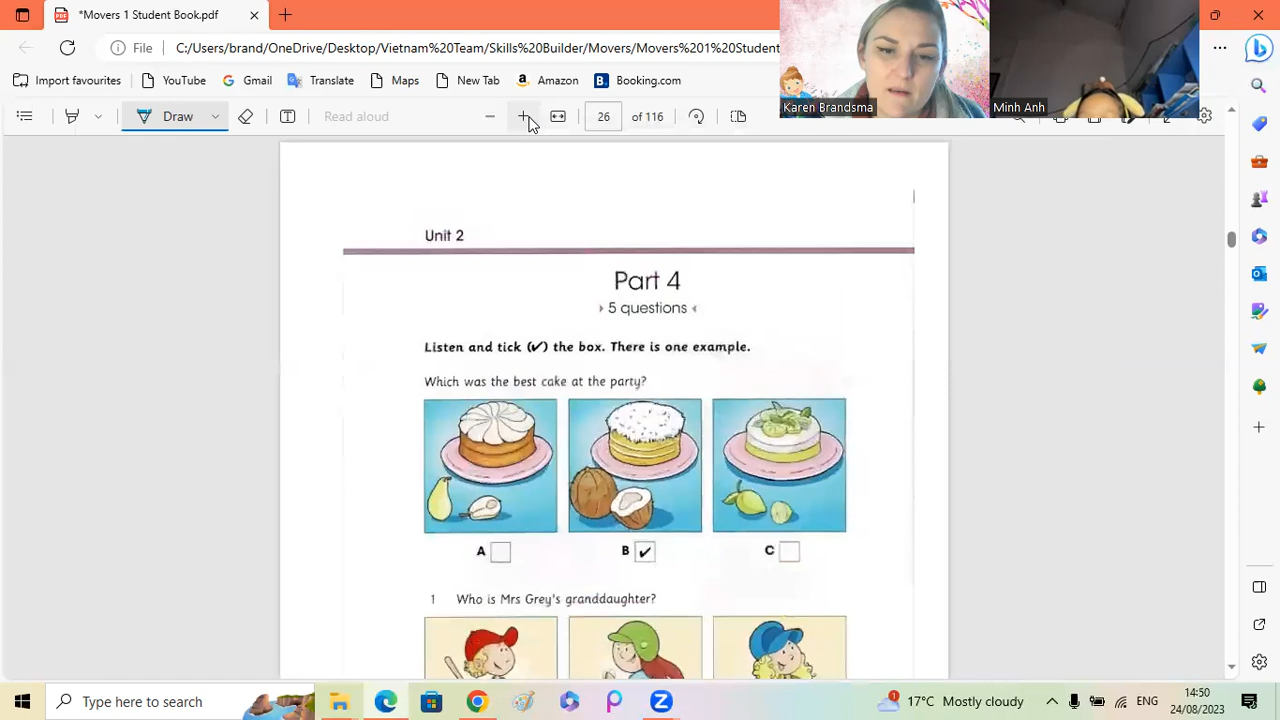 *Movers 1 Student Book.pdf
File
C:/Users/brand/OneDrive/Desktop/Vietnam%20Team/Skills%20Builder/Movers/Movers%201%20Student
Import favourites
YouTube
Gmail
Translate
Maps
New Tab
Amazon
Booking.com
Draw
Read aloud
26 of 116
Karen Brandsma
Minh Anh
Unit 2
Part 4
5 questions
Listen and tick (✔) the box. There is one example.
Which was the best cake at the party?
A
B ✔
C
1 Who is Mrs Grey's granddaughter?
Type here to search
1
17°C Mostly cloudy
ENG
14:50
24/08/2023